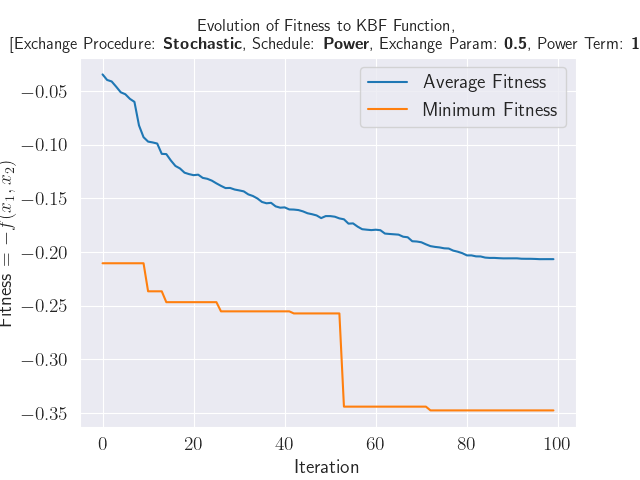 Evolution of Fitness to KBF Function,
[Exchange Procedure: Stochastic, Schedule: Power, Exchange Param: 0.5, Power Term: 1
Average Fitness
Minimum Fitness
−0.05
−0.10
−0.15
−0.20
−0.25
−0.30
−0.35
Fitness = −f(x₁, x₂)
0 20 40 60 80 100
Iteration